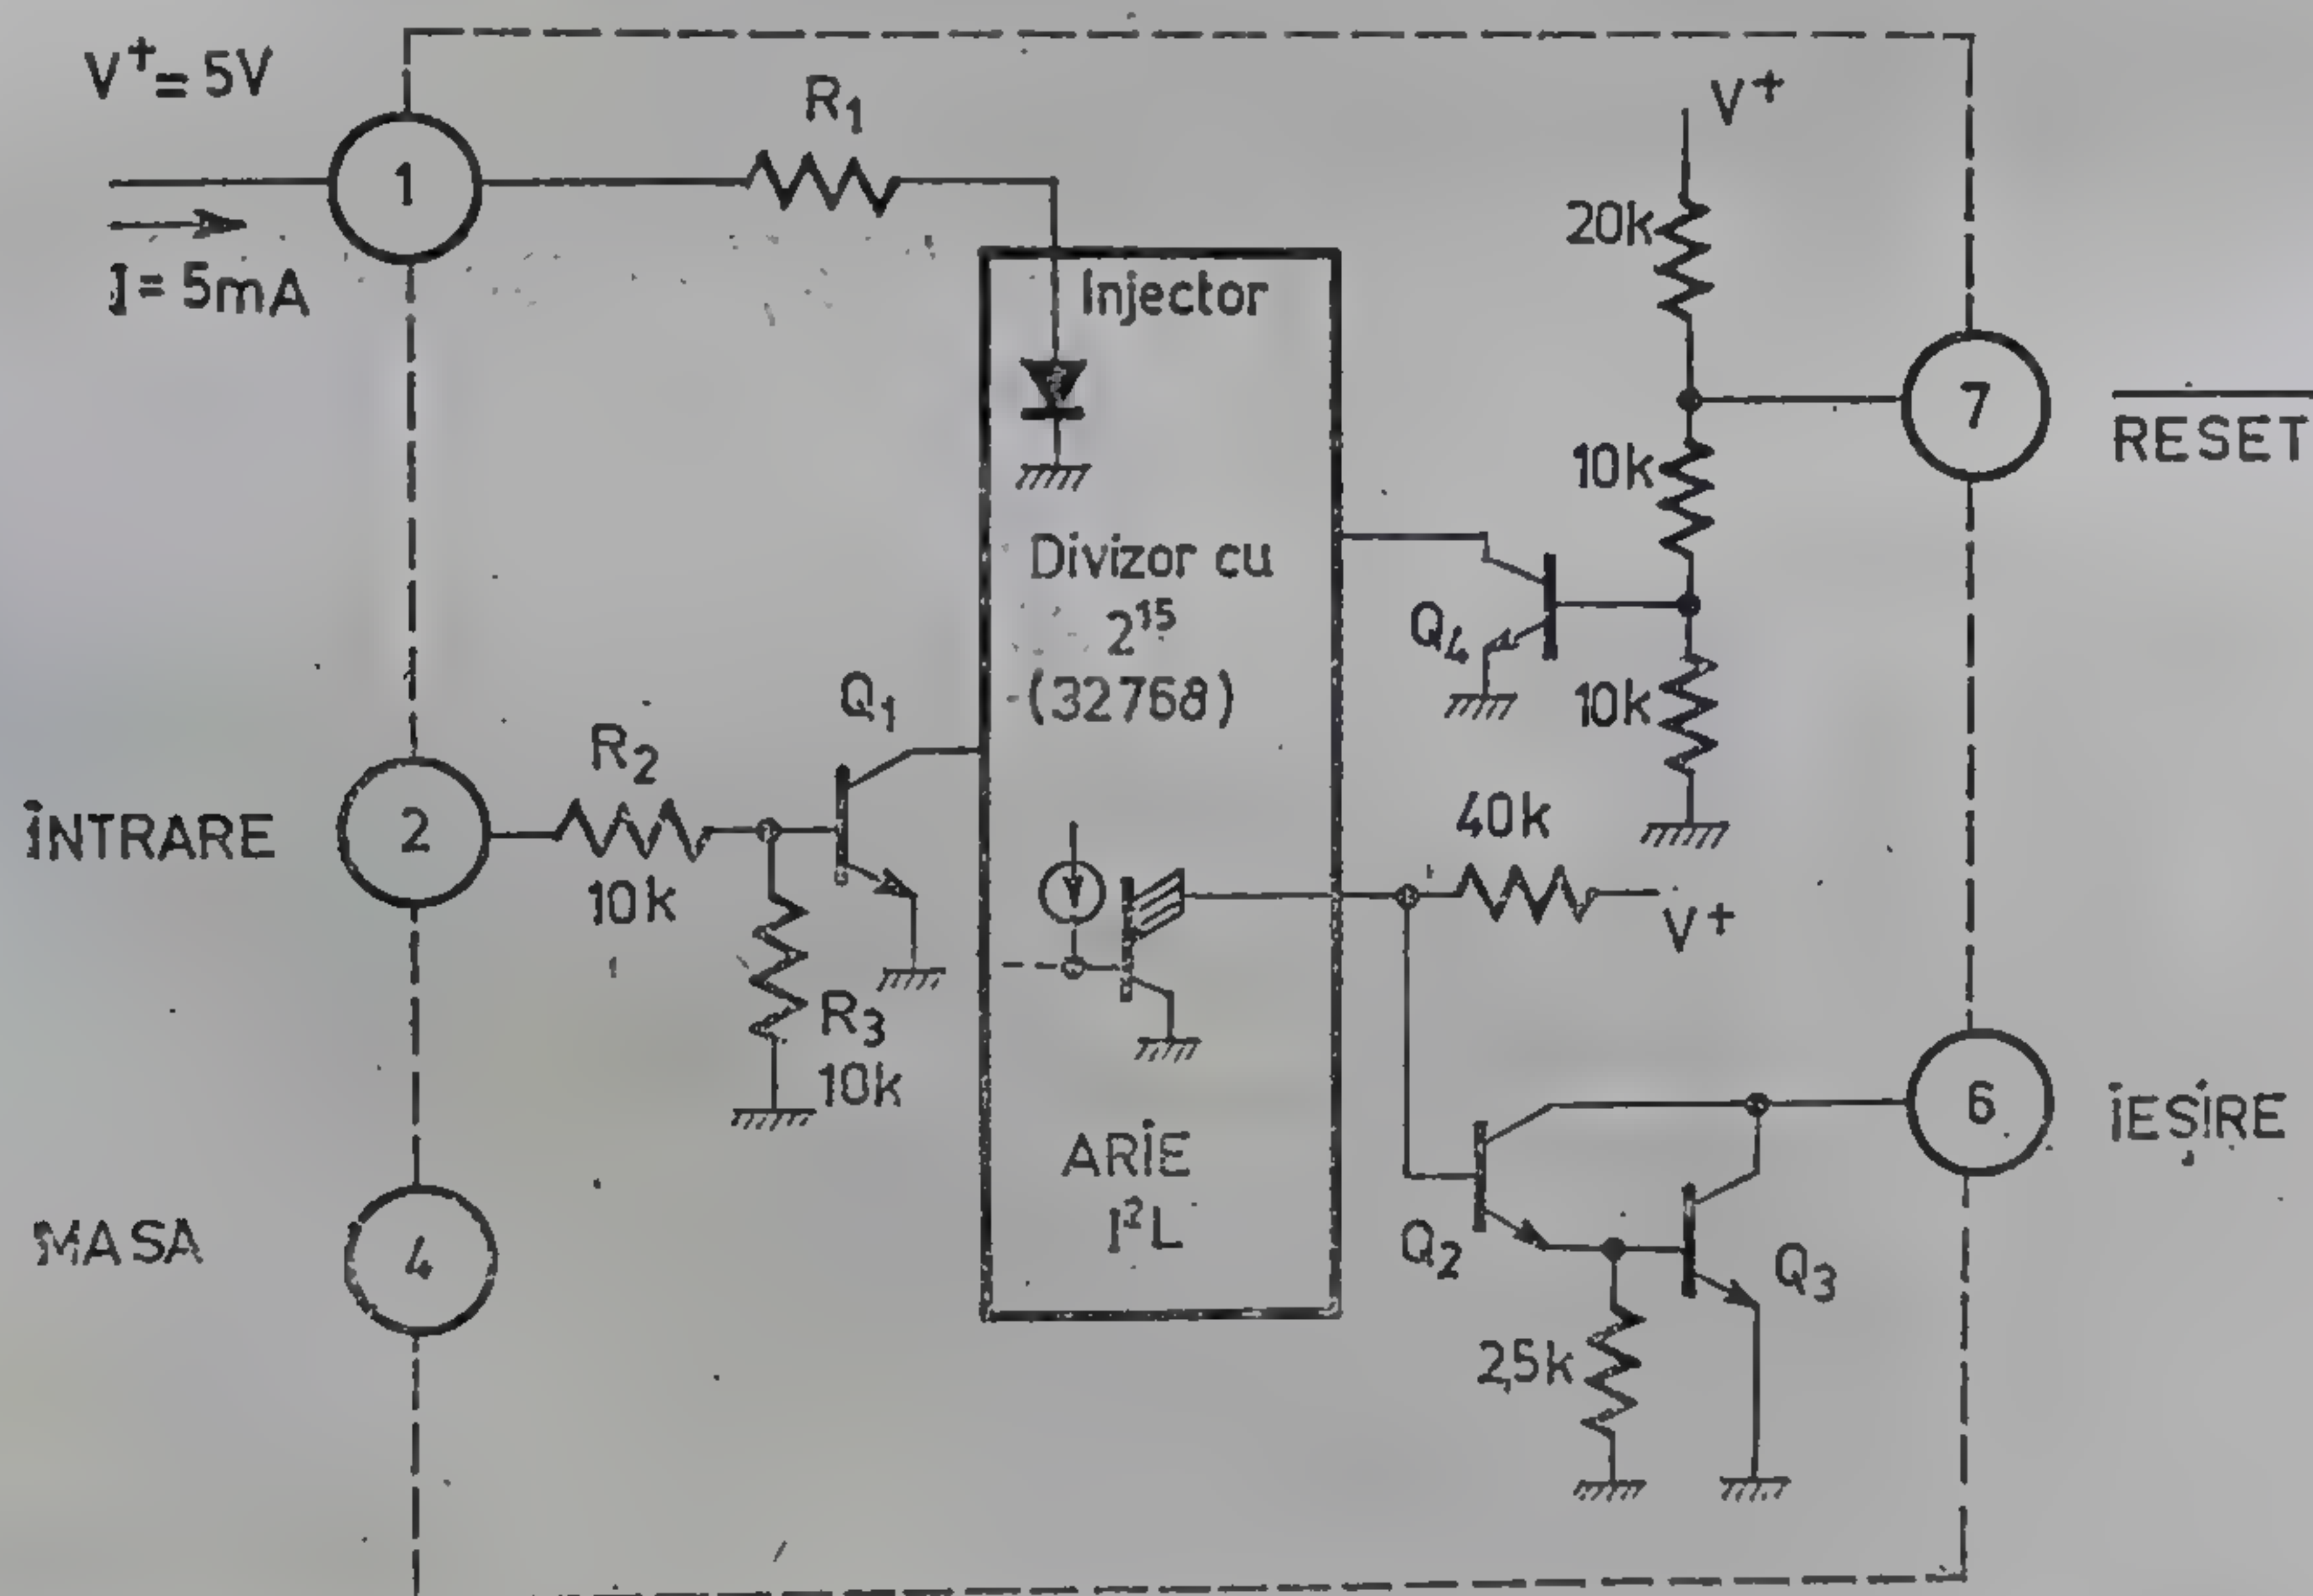 V⁺= 5V
I= 5mA
1
R₁
Injector
V⁺
20k
7
RESET
10k
Divizor cu
2¹⁵
(32768)
Q₄
10k
Q₁
R₂
10k
ÎNTRARE
2
R₃
10k
40k
V⁺
MASA
4
ARIE
I²L
Q₂
Q₃
2,5k
6
IEȘIRE